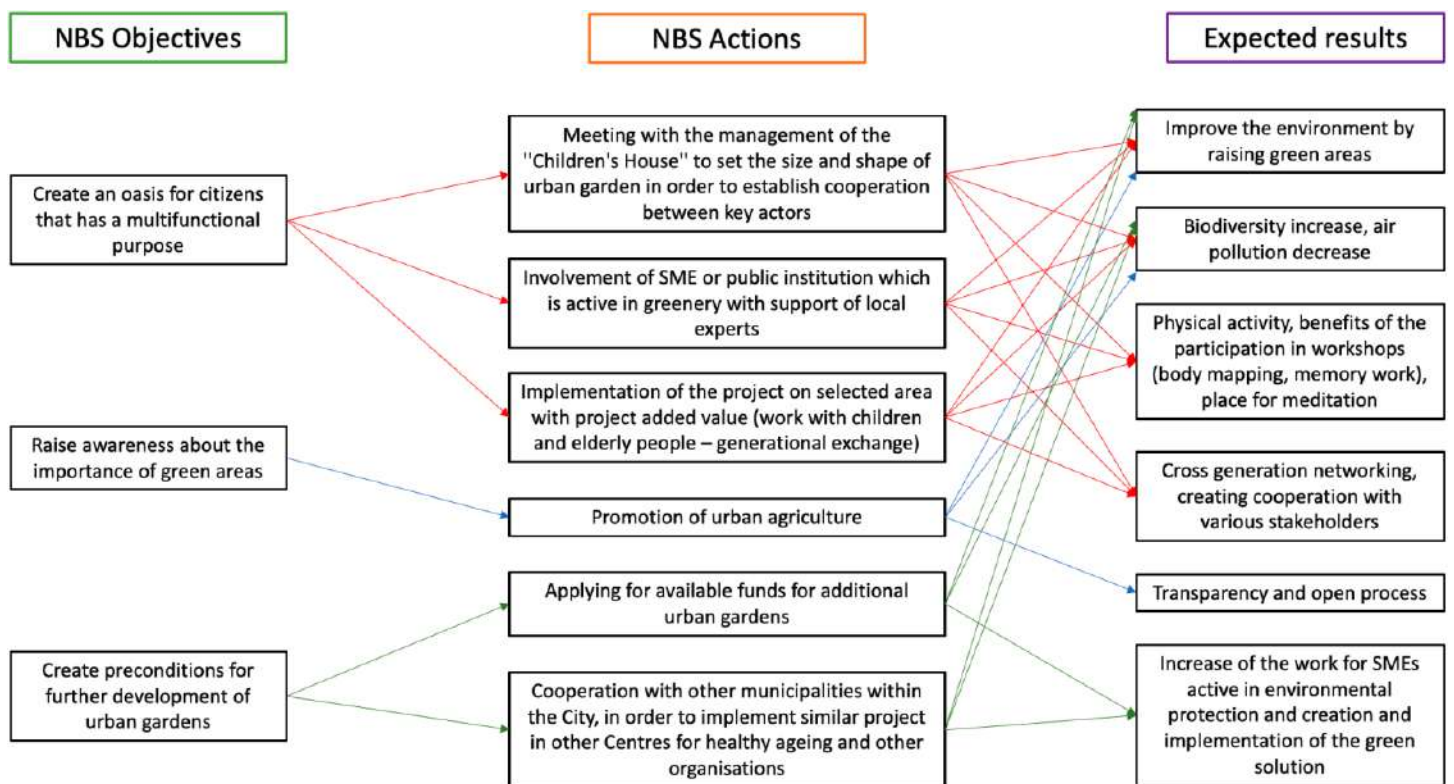 NBS Objectives
NBS Actions
Expected results
Create an oasis for citizens
that has a multifunctional
purpose
Raise awareness about the
importance of green areas
Create preconditions for
further development of
urban gardens
Meeting with the management of the
"Children's House" to set the size and shape of
urban garden in order to establish cooperation
between key actors
Involvement of SME or public institution which
is active in greenery with support of local
experts
Implementation of the project on selected area
with project added value (work with children
and elderly people – generational exchange)
Promotion of urban agriculture
Applying for available funds for additional
urban gardens
Cooperation with other municipalities within
the City, in order to implement similar project
in other Centres for healthy ageing and other
organisations
Improve the environment by
raising green areas
Biodiversity increase, air
pollution decrease
Physical activity, benefits of the
participation in workshops
(body mapping, memory work),
place for meditation
Cross generation networking,
creating cooperation with
various stakeholders
Transparency and open process
Increase of the work for SMEs
active in environmental
protection and creation and
implementation of the green
solution